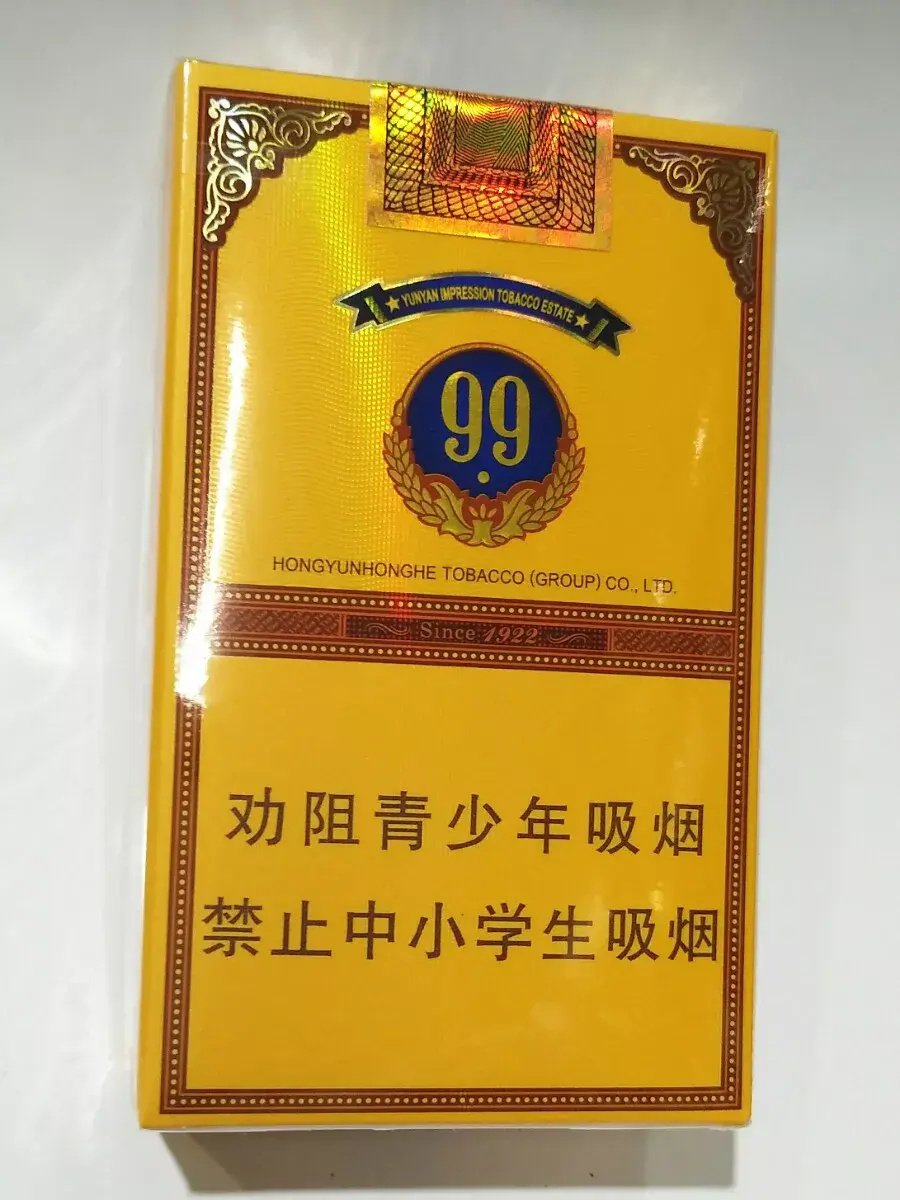 ★ YUNYAN IMPRESSION TOBACCO ESTATE ★
99
HONGYUNHONGHE TOBACCO (GROUP) CO., LTD.
Since 1922
劝阻青少年吸烟
禁止中小学生吸烟